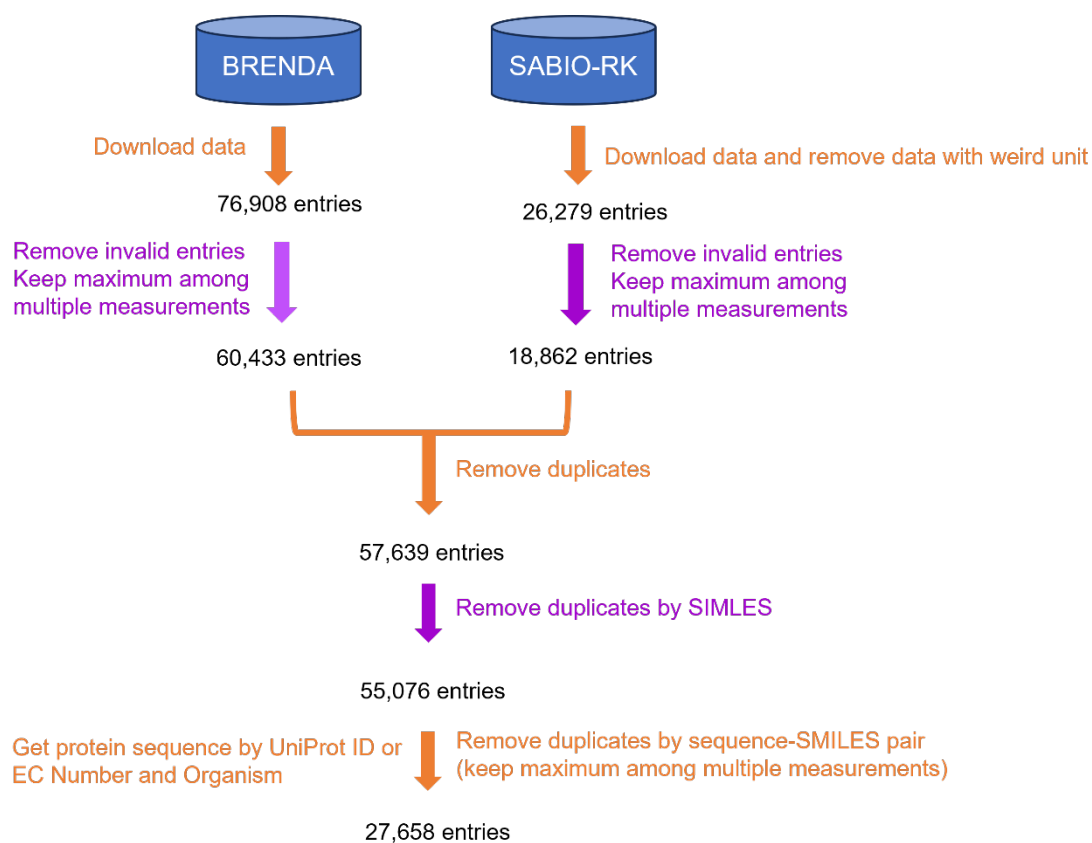 BRENDA
SABIO-RK
Download data
Download data and remove data with weird unit
76,908 entries
26,279 entries
Remove invalid entries
Keep maximum among
multiple measurements
Remove invalid entries
Keep maximum among
multiple measurements
60,433 entries
18,862 entries
Remove duplicates
57,639 entries
Remove duplicates by SIMLES
55,076 entries
Get protein sequence by UniProt ID or
EC Number and Organism
Remove duplicates by sequence-SMILES pair
(keep maximum among multiple measurements)
27,658 entries